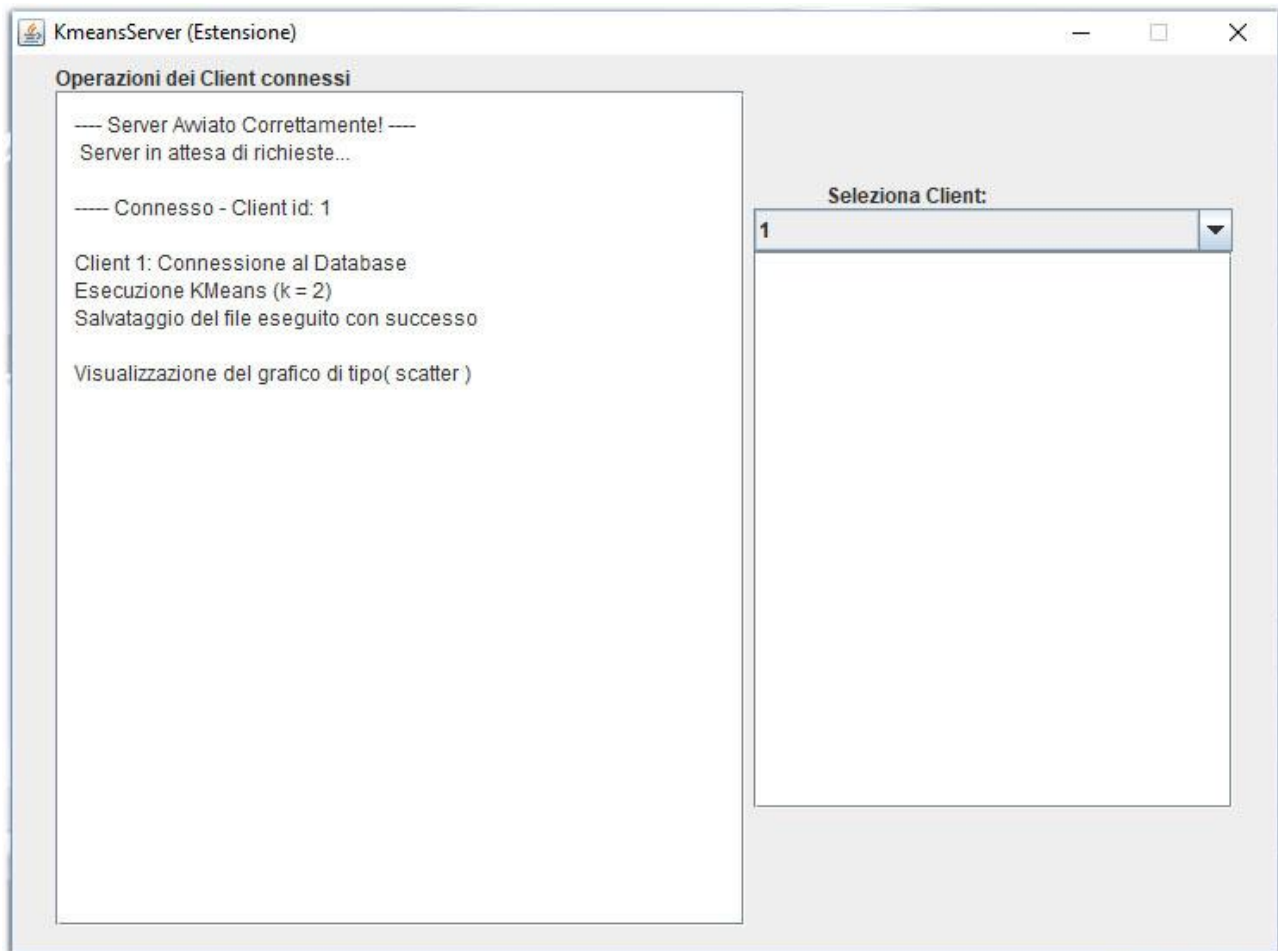 KmeansServer (Estensione)
Operazioni dei Client connessi
---- Server Avviato Correttamente! ----
Server in attesa di richieste...
----- Connesso - Client id: 1
Client 1: Connessione al Database
Esecuzione KMeans (k = 2)
Salvataggio del file eseguito con successo
Visualizzazione del grafico di tipo( scatter )
Seleziona Client:
1